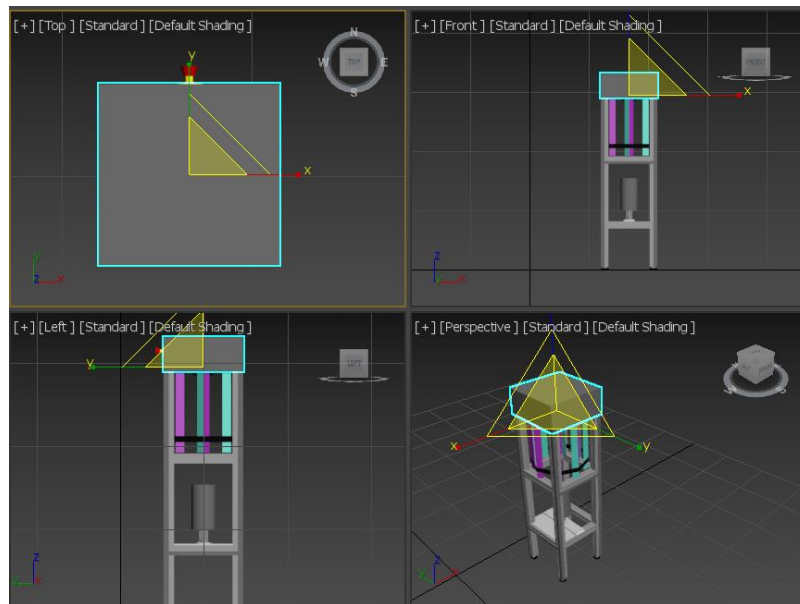 [+] [Top ] [Standard ] [Default Shading ]
N
W TOP E
S
y
x
y
z x
[+] [Front ] [Standard ] [Default Shading ]
FRONT
x
z
y x
[+] [Left ] [Standard ] [Default Shading ]
LEFT
y
z
y x
[+] [Perspective ] [Standard ] [Default Shading ]
x
y
z
y x